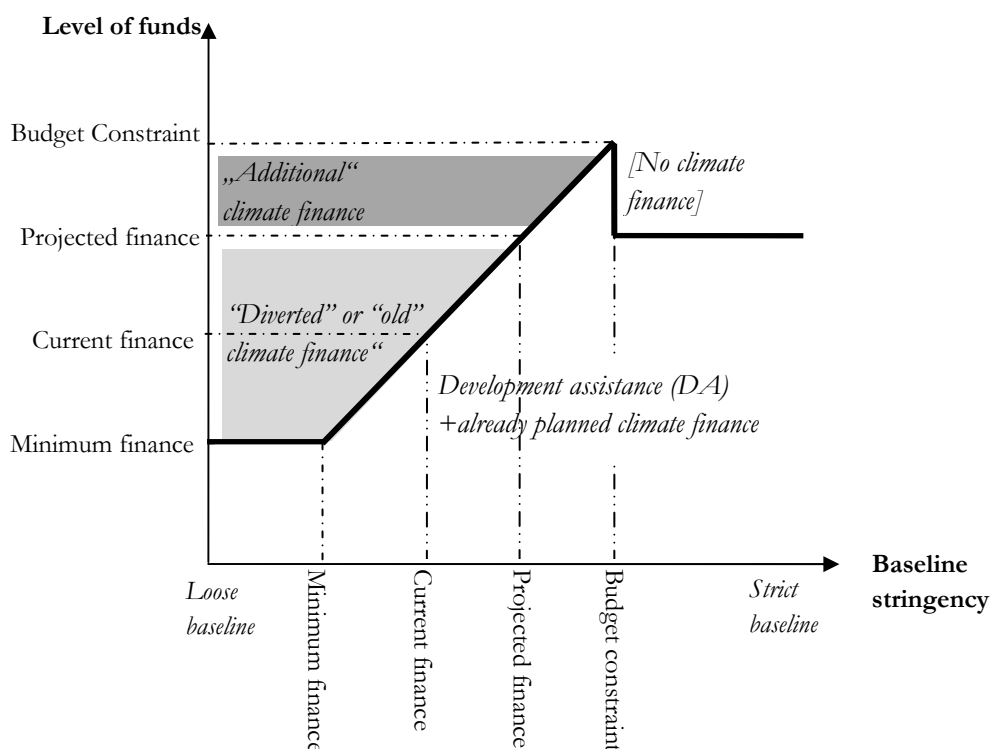 Level of funds
Budget Constraint
„Additional“
climate finance
[No climate
finance]
Projected finance
“Diverted” or “old”
climate finance“
Current finance
Development assistance (DA)
+already planned climate finance
Minimum finance
Loose
baseline
Minimum finance
Current finance
Projected finance
Budget constraint
Strict
baseline
Baseline
stringency